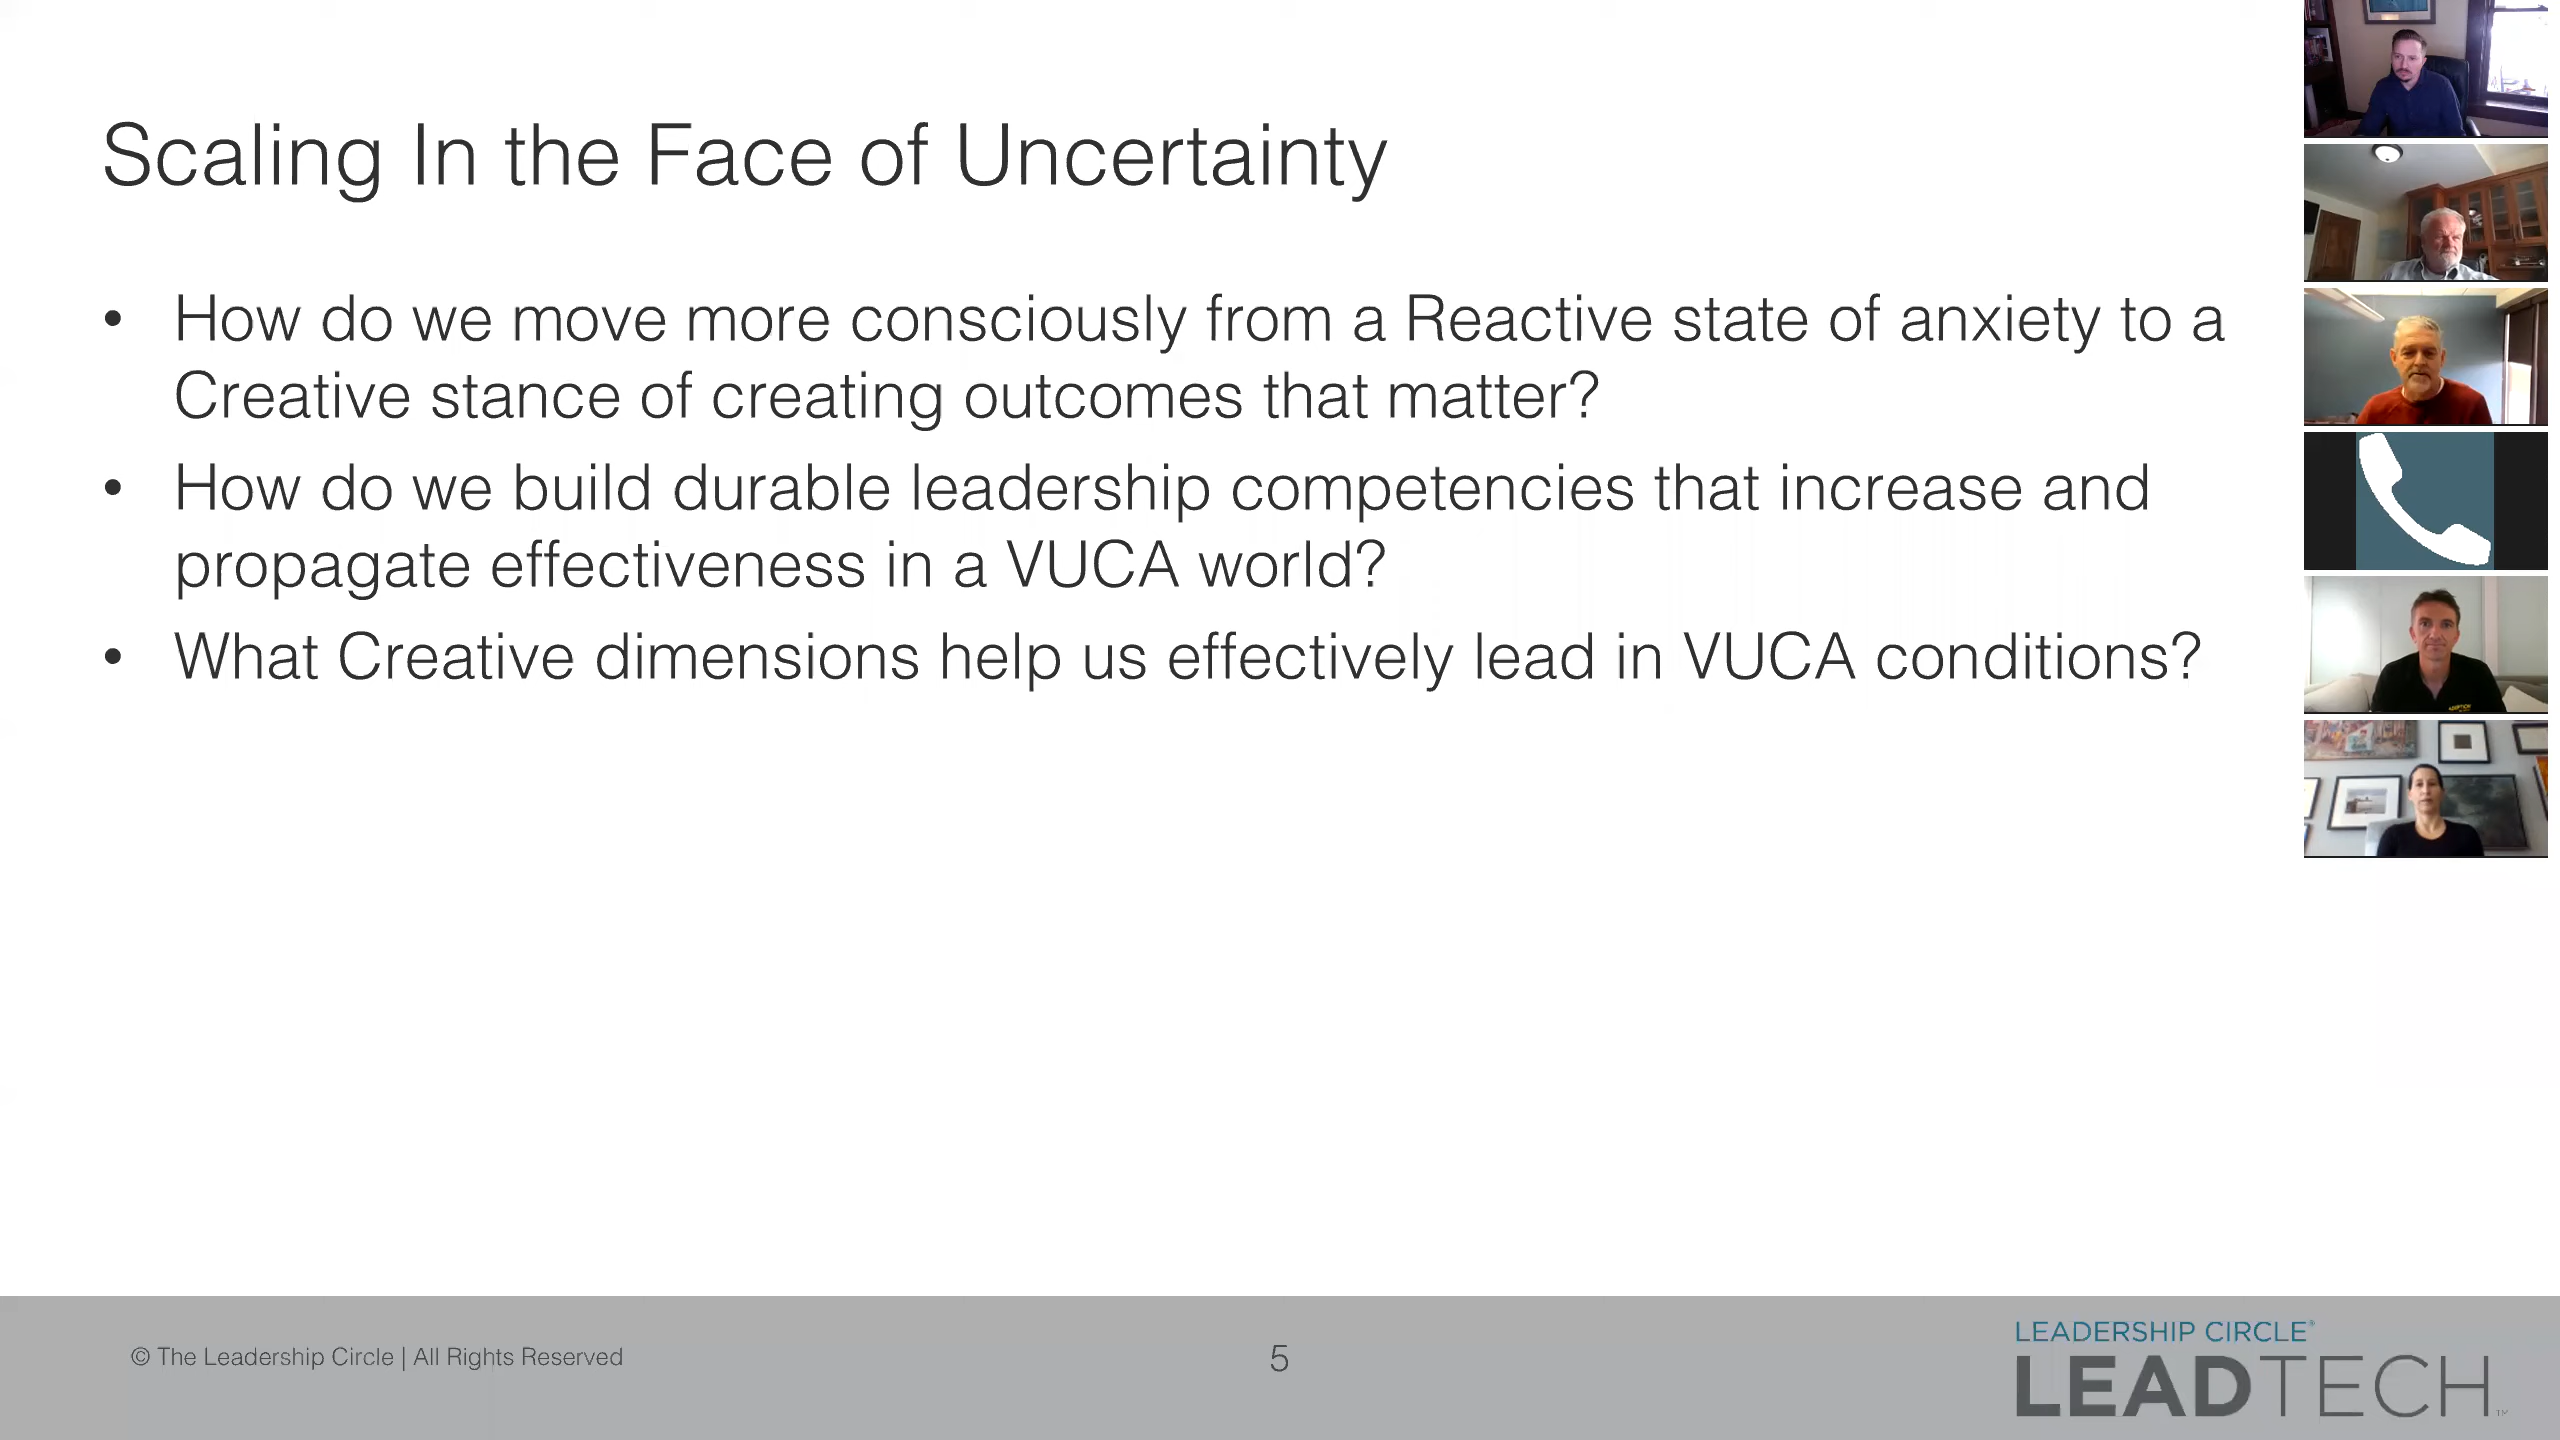 Scaling In the Face of Uncertainty
• How do we move more consciously from a Reactive state of anxiety to a
Creative stance of creating outcomes that matter?
• How do we build durable leadership competencies that increase and
propagate effectiveness in a VUCA world?
• What Creative dimensions help us effectively lead in VUCA conditions?
© The Leadership Circle | All Rights Reserved
5
LEADERSHIP CIRCLE®
LEADTECH™